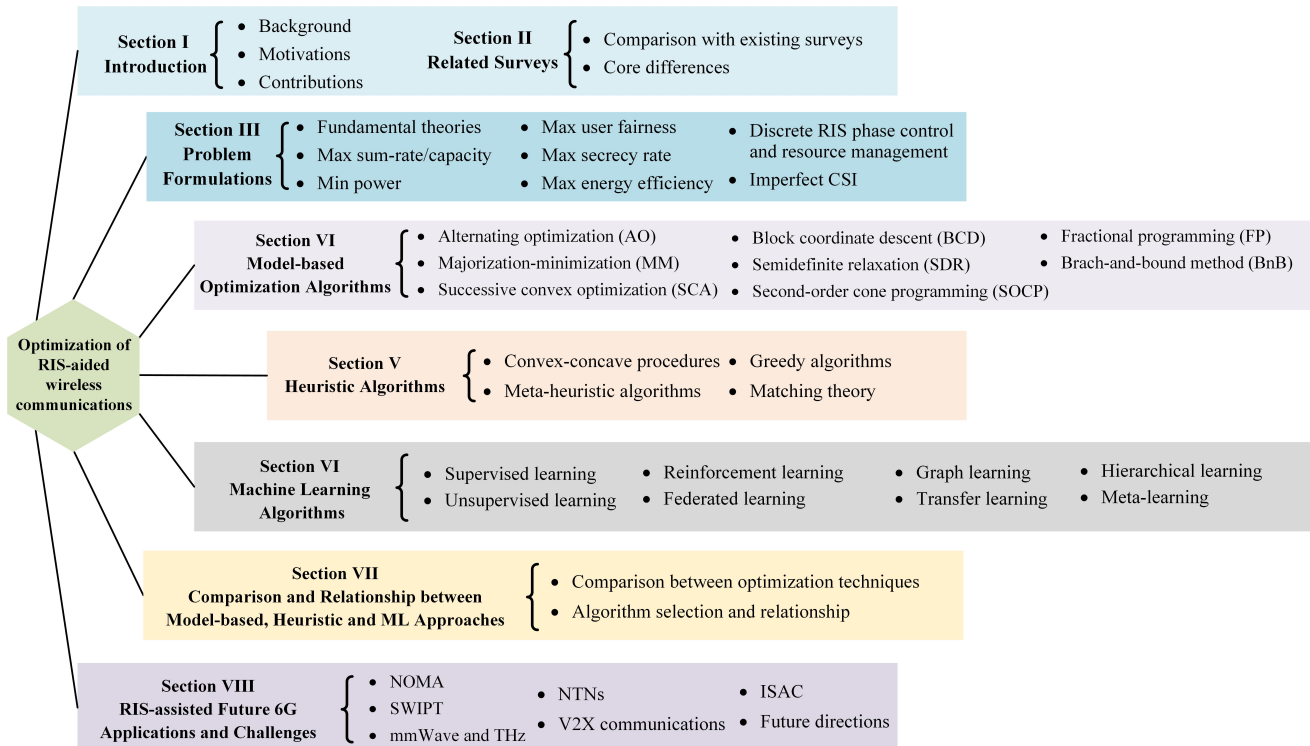 Optimization of
RIS-aided
wireless
communications
Section I
Introduction
• Background
• Motivations
• Contributions
Section II
Related Surveys
• Comparison with existing surveys
• Core differences
Section III
Problem
Formulations
• Fundamental theories
• Max sum-rate/capacity
• Min power
• Max user fairness
• Max secrecy rate
• Max energy efficiency
• Discrete RIS phase control
and resource management
• Imperfect CSI
Section VI
Model-based
Optimization Algorithms
• Alternating optimization (AO)
• Majorization-minimization (MM)
• Successive convex optimization (SCA)
• Block coordinate descent (BCD)
• Semidefinite relaxation (SDR)
• Second-order cone programming (SOCP)
• Fractional programming (FP)
• Brach-and-bound method (BnB)
Section V
Heuristic Algorithms
• Convex-concave procedures
• Meta-heuristic algorithms
• Greedy algorithms
• Matching theory
Section VI
Machine Learning
Algorithms
• Supervised learning
• Unsupervised learning
• Reinforcement learning
• Federated learning
• Graph learning
• Transfer learning
• Hierarchical learning
• Meta-learning
Section VII
Comparison and Relationship between
Model-based, Heuristic and ML Approaches
• Comparison between optimization techniques
• Algorithm selection and relationship
Section VIII
RIS-assisted Future 6G
Applications and Challenges
• NOMA
• SWIPT
• mmWave and THz
• NTNs
• V2X communications
• ISAC
• Future directions